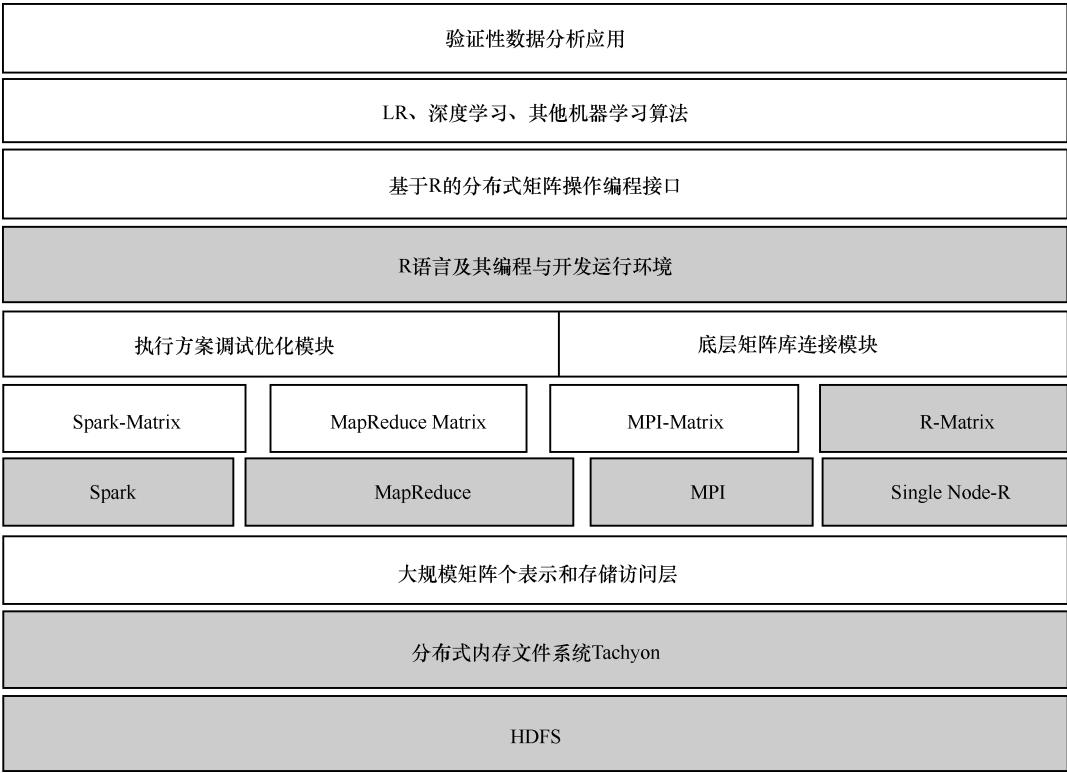 验证性数据分析应用
LR、深度学习、其他机器学习算法
基于R的分布式矩阵操作编程接口
R语言及其编程与开发运行环境
执行方案调试优化模块
底层矩阵库连接模块
Spark-Matrix
MapReduce Matrix
MPI-Matrix
R-Matrix
Spark
MapReduce
MPI
Single Node-R
大规模矩阵个表示和存储访问层
分布式内存文件系统Tachyon
HDFS